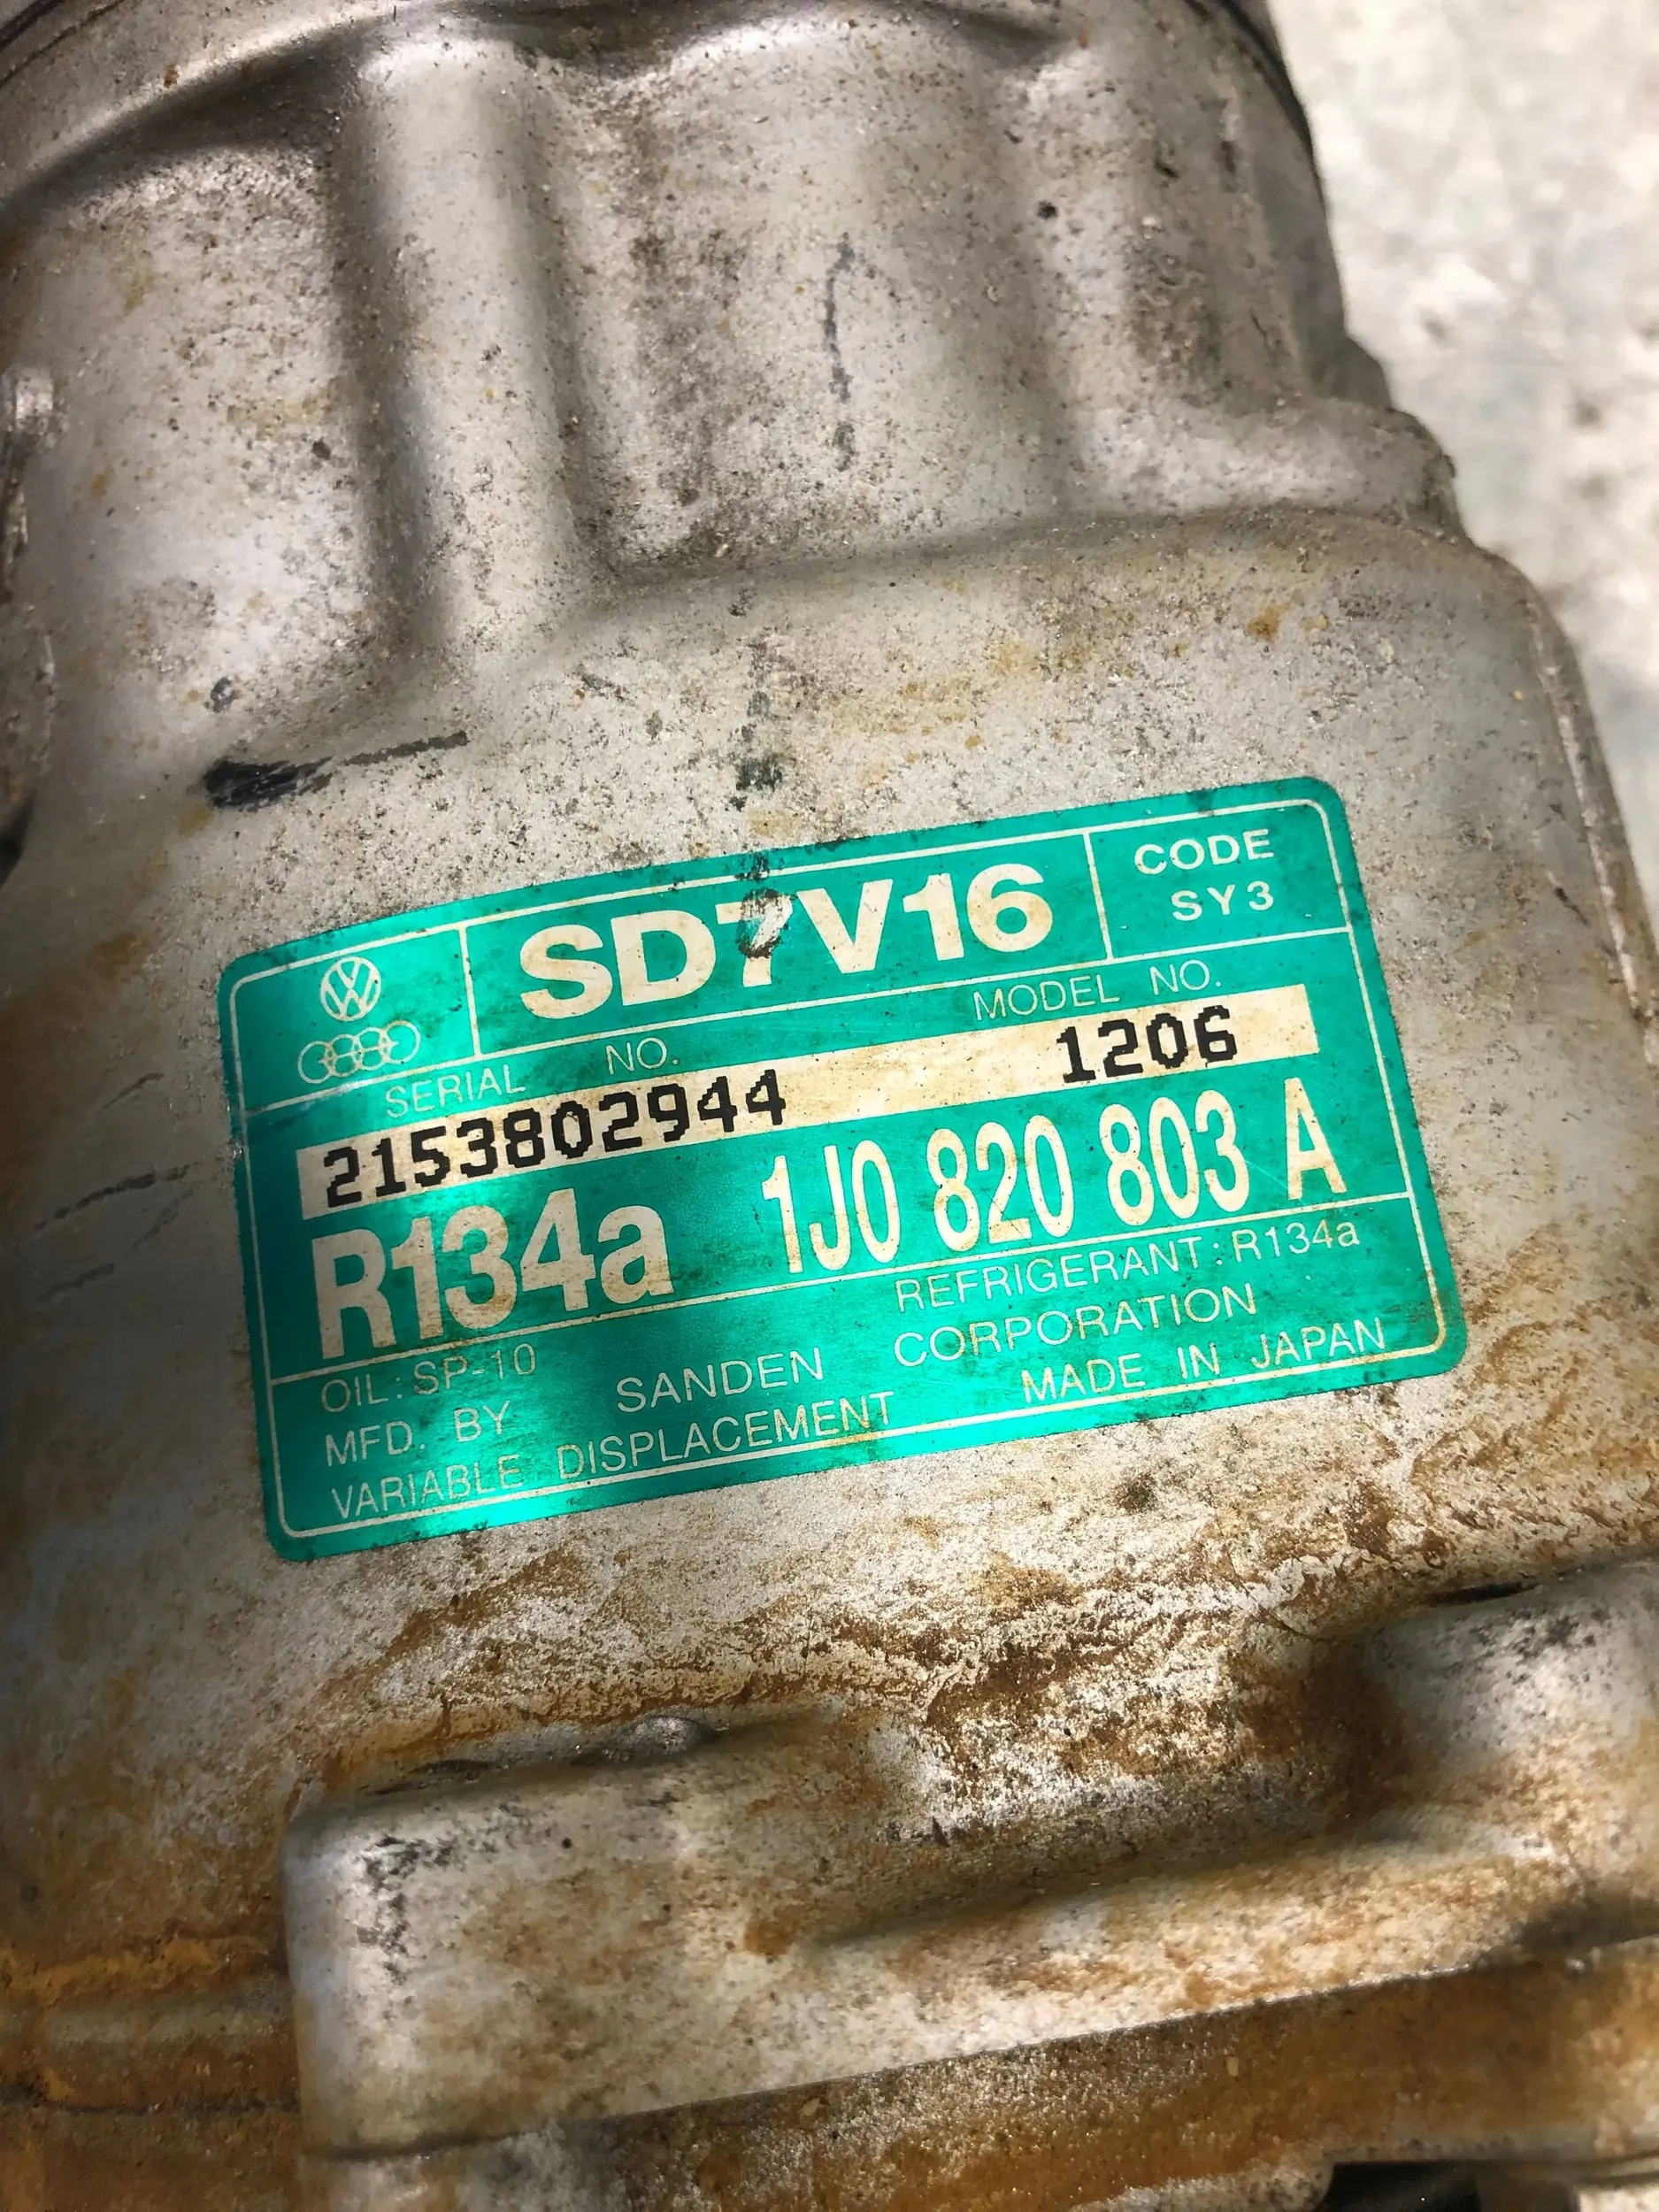 SD7V16
CODE
SY3
SERIAL NO.
MODEL NO.
2153802944
1206
R134a 1J0 820 803 A
OIL: SP-10
REFRIGERANT: R134a
MFD. BY SANDEN CORPORATION
VARIABLE DISPLACEMENT MADE IN JAPAN